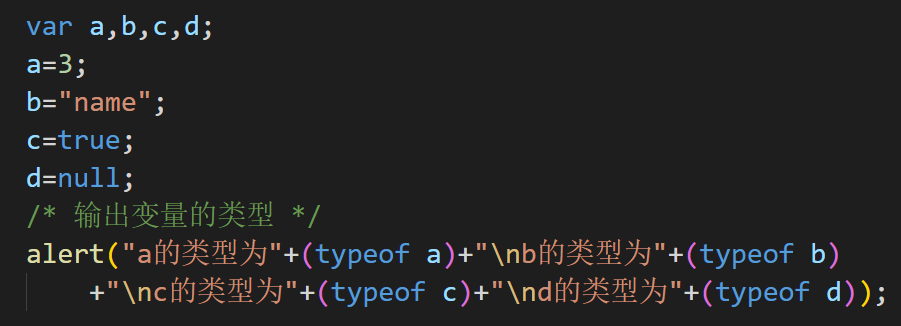 var a,b,c,d;
a=3;
b="name";
c=true;
d=null;
/* 输出变量的类型 */
alert("a的类型为"+(typeof a)+"\nb的类型为"+(typeof b)
+"\nc的类型为"+(typeof c)+"\nd的类型为"+(typeof d));